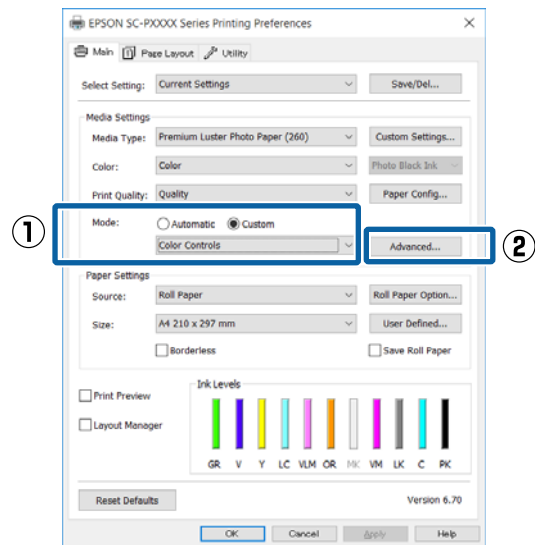 EPSON SC-PXXXX Series Printing Preferences
Main Page Layout Utility
Select Setting: Current Settings Save/Del...
Media Settings
Media Type: Premium Luster Photo Paper (260) Custom Settings...
Color: Color Photo Black Ink
Print Quality: Quality Paper Config...
① Mode: Automatic Custom
Color Controls Advanced... ②
Paper Settings
Source: Roll Paper Roll Paper Option...
Size: A4 210 x 297 mm User Defined...
Borderless Save Roll Paper
Print Preview
Layout Manager
Ink Levels
GR V Y LC VLM OR MK VM LK C PK
Reset Defaults Version 6.70
OK Cancel Apply Help